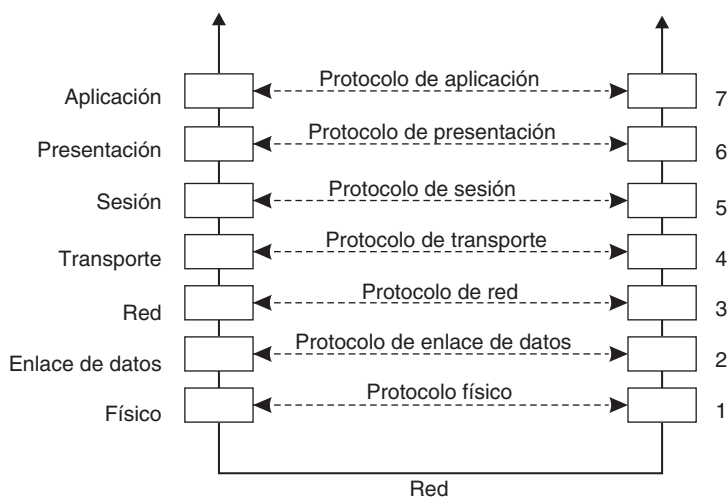 Aplicación Protocolo de aplicación 7
Presentación Protocolo de presentación 6
Sesión Protocolo de sesión 5
Transporte Protocolo de transporte 4
Red Protocolo de red 3
Enlace de datos Protocolo de enlace de datos 2
Físico Protocolo físico 1
Red